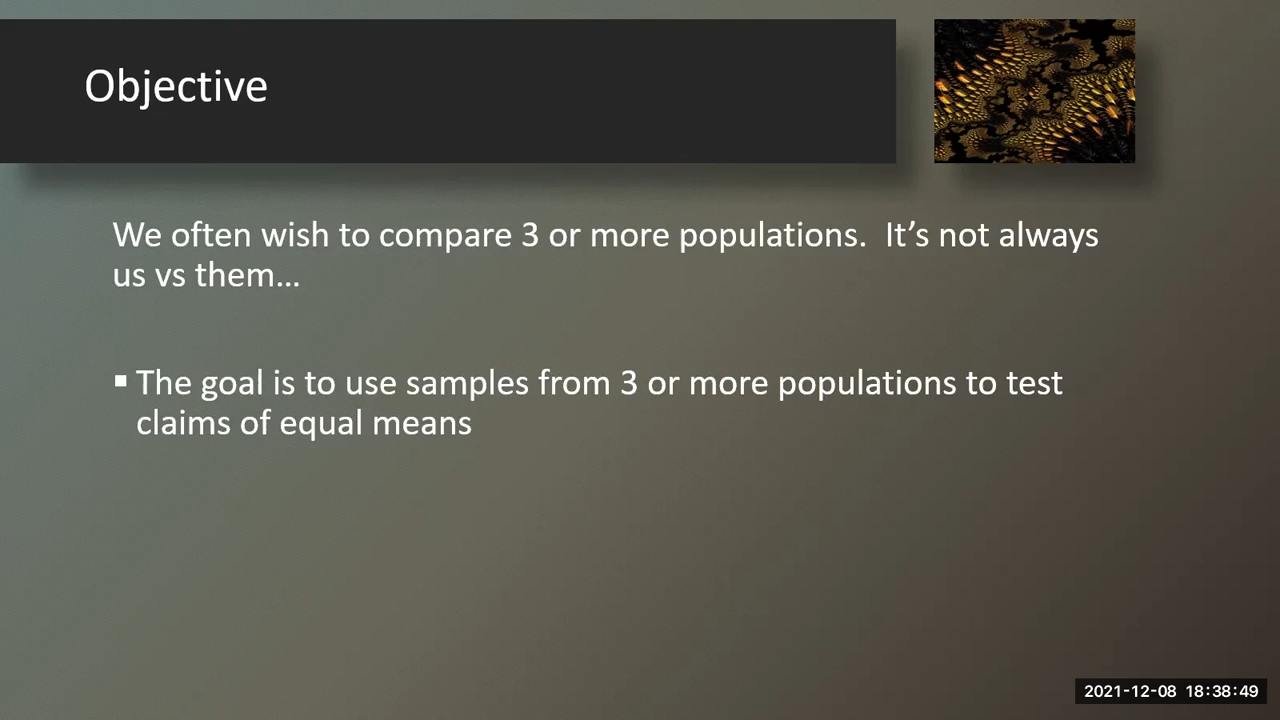 Objective
We often wish to compare 3 or more populations.  It’s not always
us vs them…
▪ The goal is to use samples from 3 or more populations to test
claims of equal means
2021-12-08 18:38:49